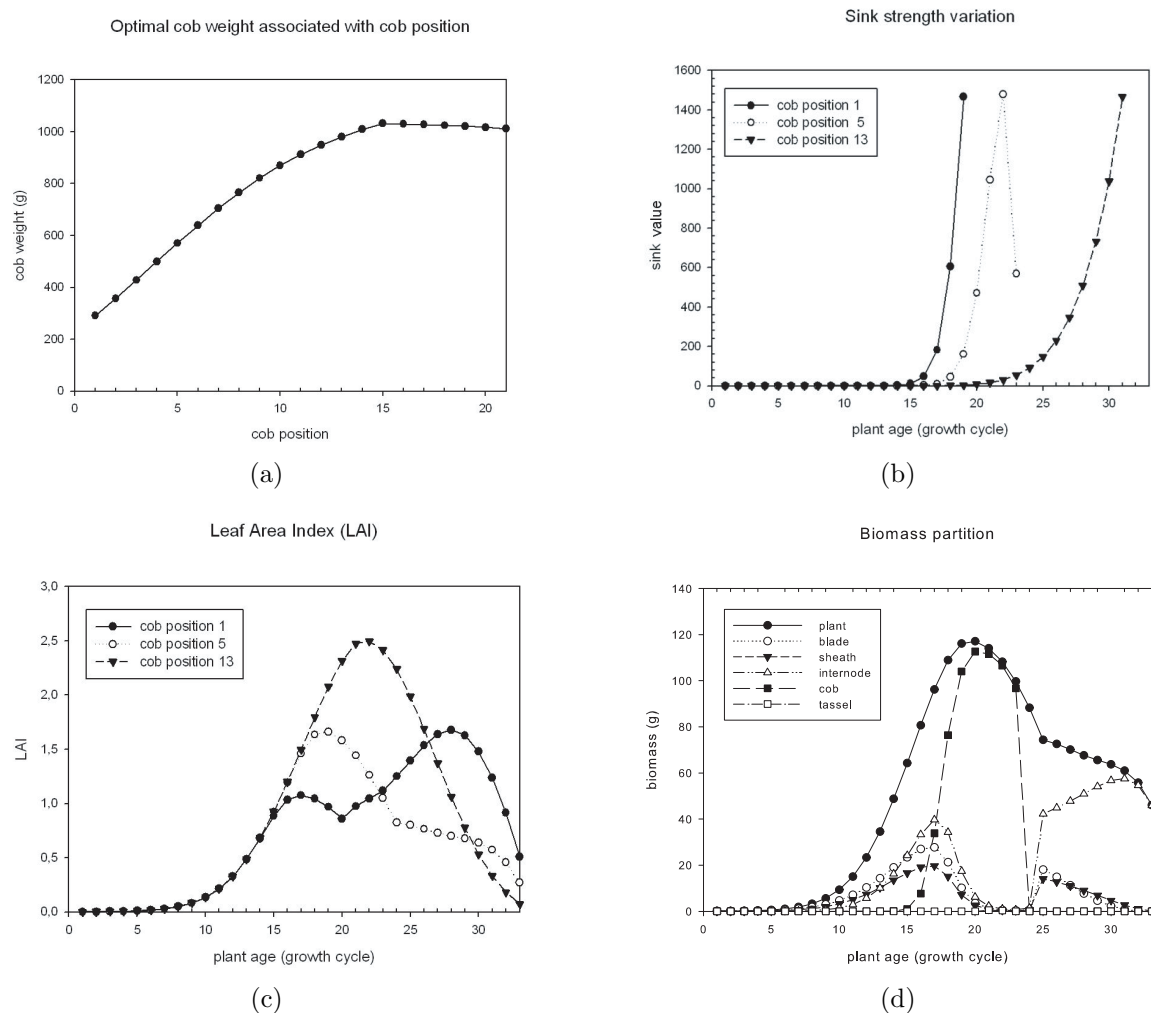 Optimal cob weight associated with cob position
1200
1000
800
600
400
200
0
cob weight (g)
0 5 10 15 20
cob position
(a)
Sink strength variation
1600
1400
1200
1000
800
600
400
200
0
sink value
cob position 1
cob position 5
cob position 13
0 5 10 15 20 25 30
plant age (growth cycle)
(b)
Leaf Area Index (LAI)
3,0
2,5
2,0
1,5
1,0
0,5
0,0
LAI
cob position 1
cob position 5
cob position 13
0 5 10 15 20 25 30
plant age (growth cycle)
(c)
Biomass partition
140
120
100
80
60
40
20
0
biomass (g)
plant
blade
sheath
internode
cob
tassel
0 5 10 15 20 25 30
plant age (growth cycle)
(d)